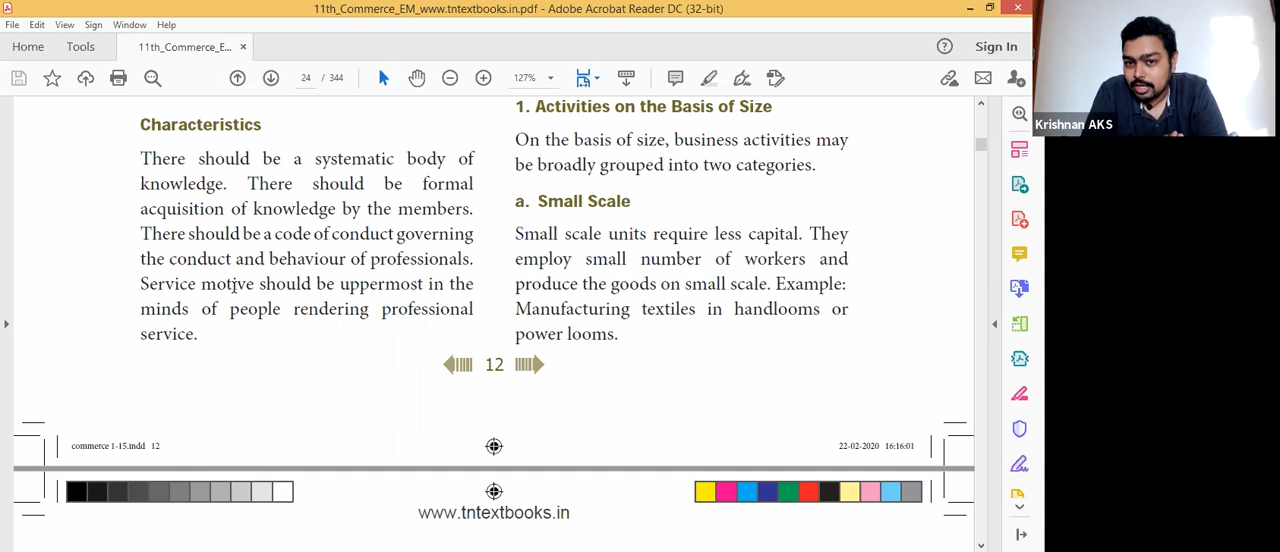 11th_Commerce_EM_www.tntextbooks.in.pdf - Adobe Acrobat Reader DC (32-bit)
File Edit View Sign Window Help
Home Tools 11th_Commerce_E... × Sign In
24 / 344 127%
Krishnan AKS
Characteristics
There should be a systematic body of
knowledge. There should be formal
acquisition of knowledge by the members.
There should be a code of conduct governing
the conduct and behaviour of professionals.
Service motive should be uppermost in the
minds of people rendering professional
service.
1. Activities on the Basis of Size
On the basis of size, business activities may
be broadly grouped into two categories.
a. Small Scale
Small scale units require less capital. They
employ small number of workers and
produce the goods on small scale. Example:
Manufacturing textiles in handlooms or
power looms.
12
commerce 1-15.indd 12
22-02-2020 16:16:01
www.tntextbooks.in